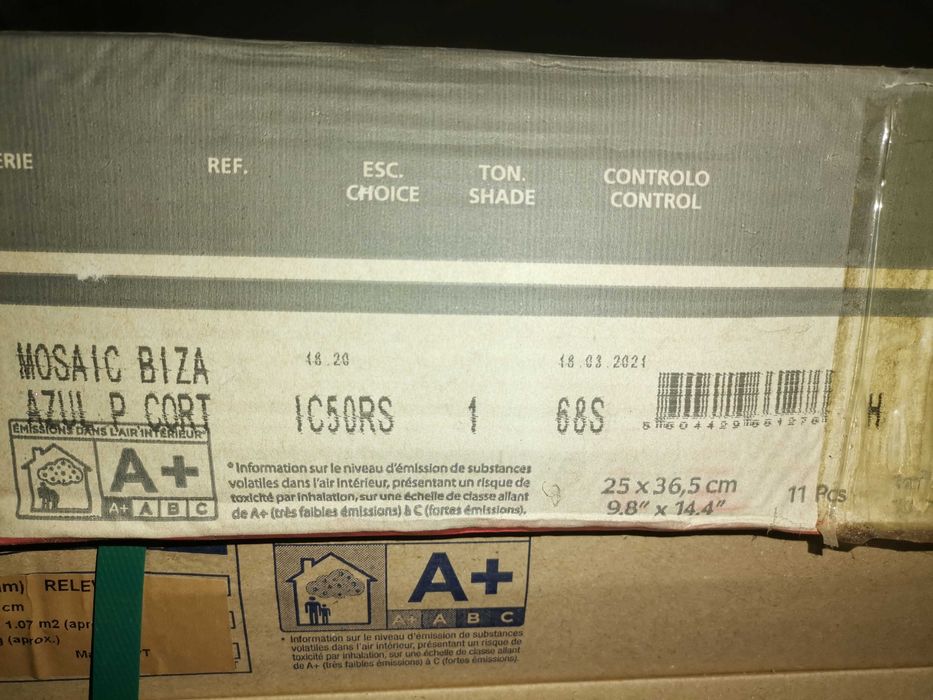 ERIE
REF.
ESC.
CHOICE
TON.
SHADE
CONTROLO
CONTROL
MOSAIC BIZA
AZUL P CORT
18.20
IC50RS
1
18.03.2021
68S
H
ÉMISSIONS DANS L'AIR INTÉRIEUR*
A+
A+ A B C
*Information sur le niveau d'émission de substances
volatiles dans l'air intérieur, présentant un risque de
toxicité par inhalation, sur une échelle de classe allant
de A+ (très faibles émissions) à C (fortes émissions).
25 x 36,5 cm
9.8" x 14.4"
11 Pcs
A+
A+ A B C
* Information sur le niveau d'émission de substances
volatiles dans l'air intérieur, présentant un risque de
toxicité par inhalation, sur une échelle de classe allant
de A+ (très faibles émissions) à C (fortes émissions).
m) RELEV
cm
1.07 m2 (apr
(aprox.)